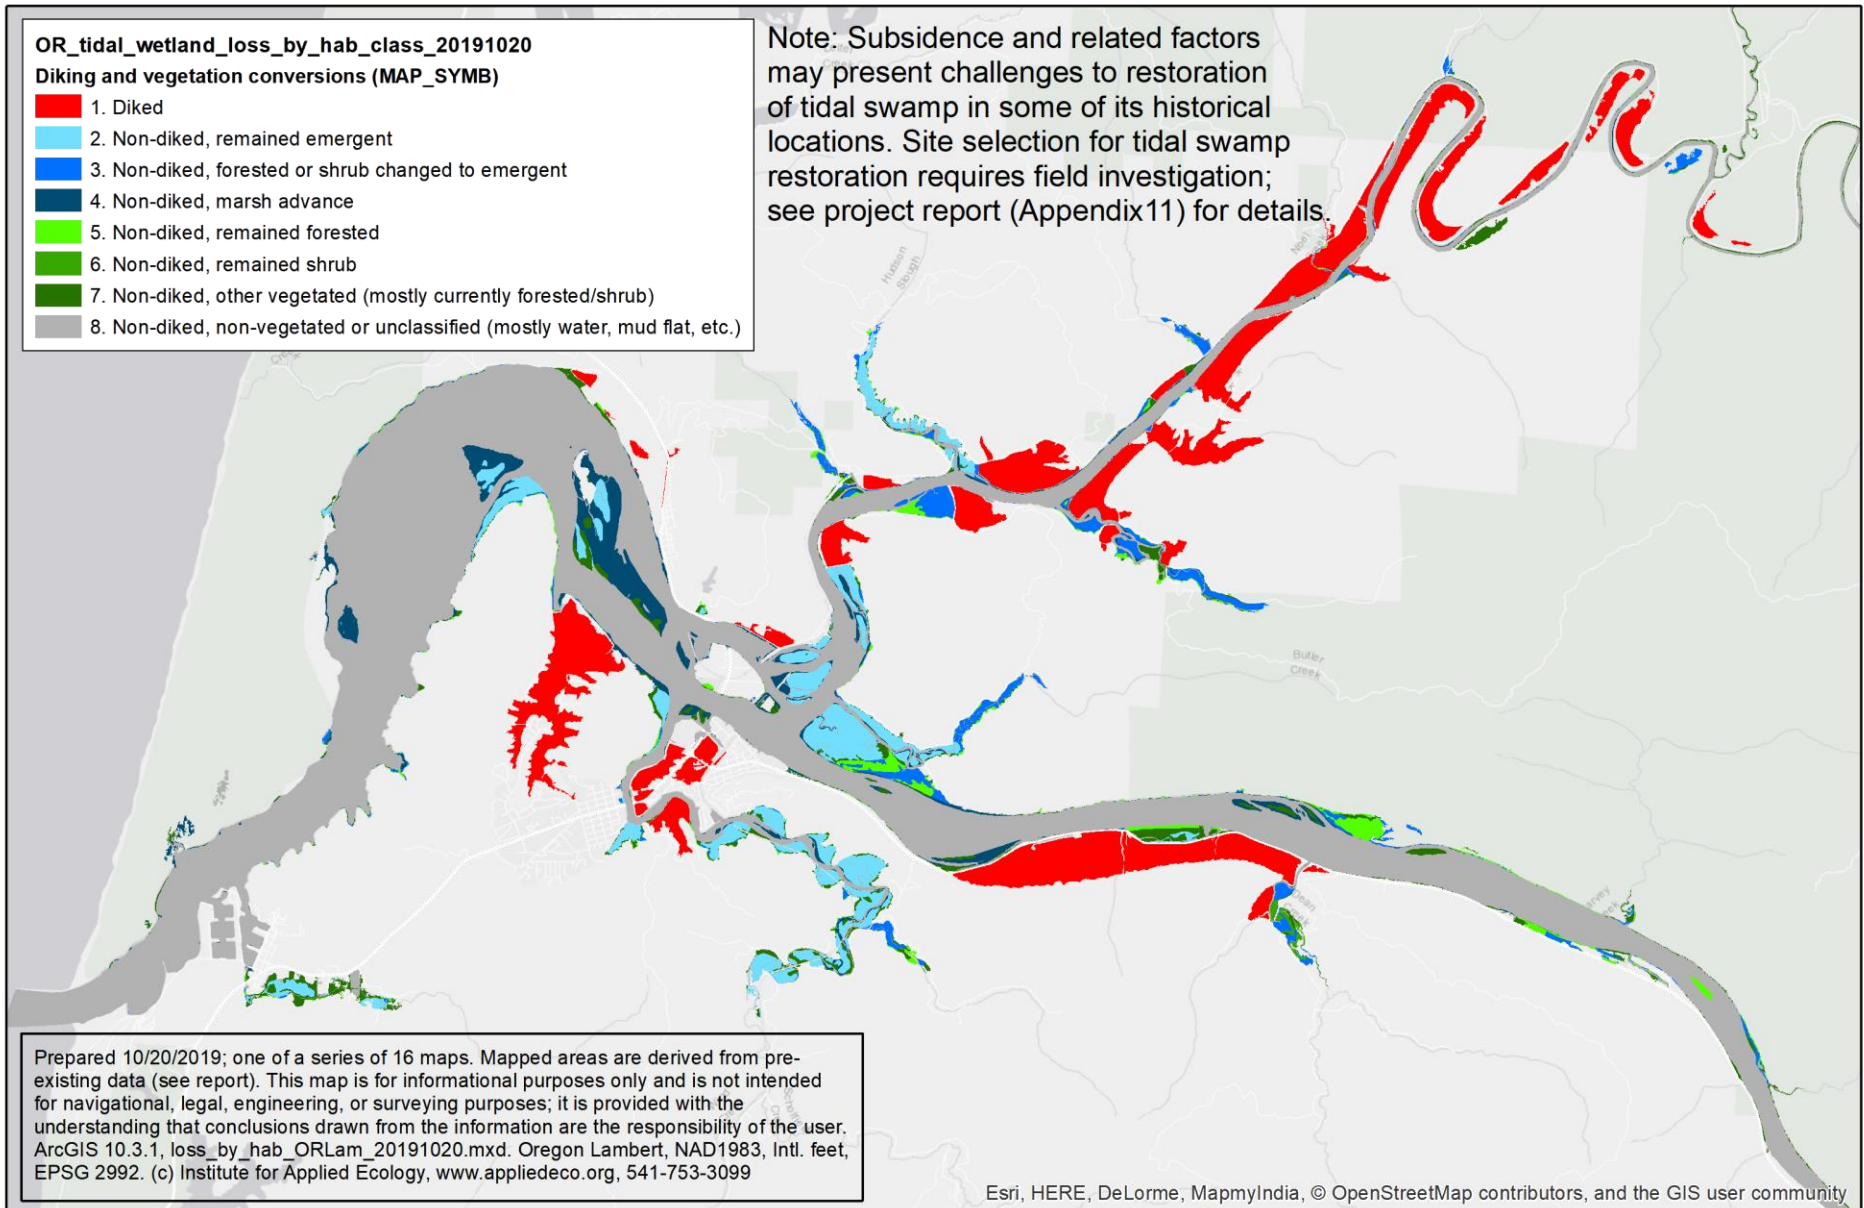 OR_tidal_wetland_loss_by_hab_class_20191020
Diking and vegetation conversions (MAP_SYMB)
1. Diked
2. Non-diked, remained emergent
3. Non-diked, forested or shrub changed to emergent
4. Non-diked, marsh advance
5. Non-diked, remained forested
6. Non-diked, remained shrub
7. Non-diked, other vegetated (mostly currently forested/shrub)
8. Non-diked, non-vegetated or unclassified (mostly water, mud flat, etc.)
Note: Subsidence and related factors
may present challenges to restoration
of tidal swamp in some of its historical
locations. Site selection for tidal swamp
restoration requires field investigation;
see project report (Appendix11) for details.
Hudson
Slough
Noel
Butler
Creek
Dean
Creek
Prepared 10/20/2019; one of a series of 16 maps. Mapped areas are derived from pre-
existing data (see report). This map is for informational purposes only and is not intended
for navigational, legal, engineering, or surveying purposes; it is provided with the
understanding that conclusions drawn from the information are the responsibility of the user.
ArcGIS 10.3.1, loss_by_hab_ORLam_20191020.mxd. Oregon Lambert, NAD1983, Intl. feet,
EPSG 2992. (c) Institute for Applied Ecology, www.appliedeco.org, 541-753-3099
Esri, HERE, DeLorme, MapmyIndia, © OpenStreetMap contributors, and the GIS user community